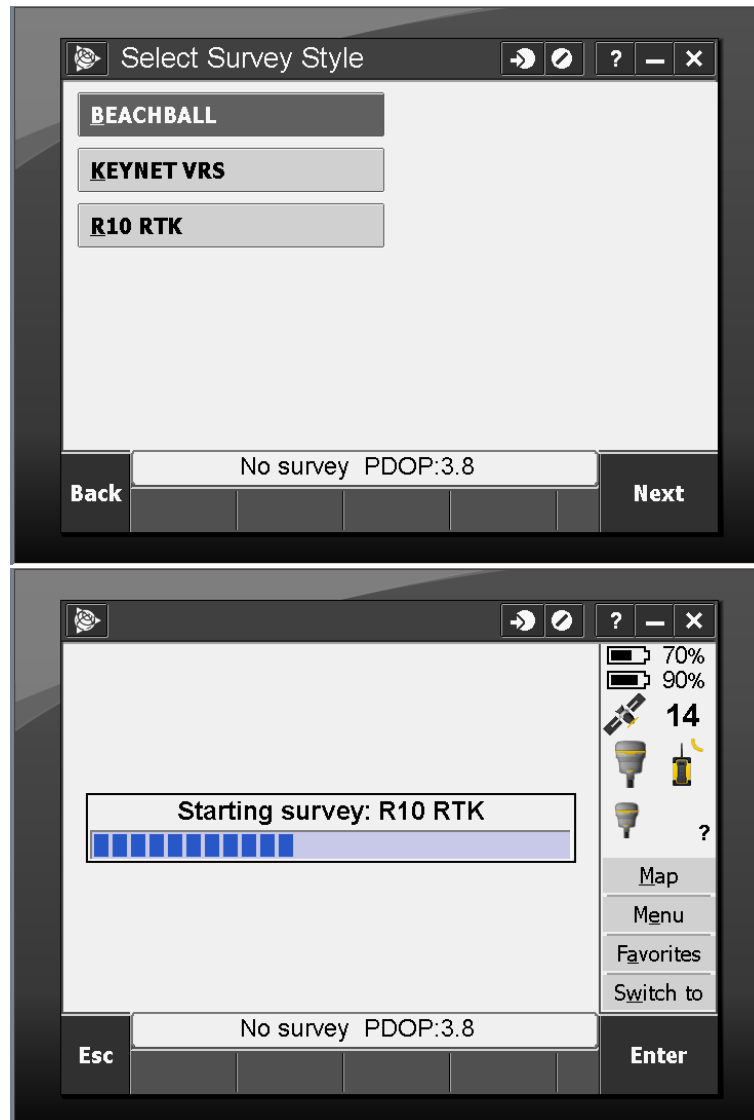 Select Survey Style
?
BEACHBALL
KEYNET VRS
R10 RTK
No survey PDOP:3.8
Back
Next
?
70%
90%
14
Starting survey: R10 RTK
?
Map
Menu
Favorites
Switch to
No survey PDOP:3.8
Esc
Enter